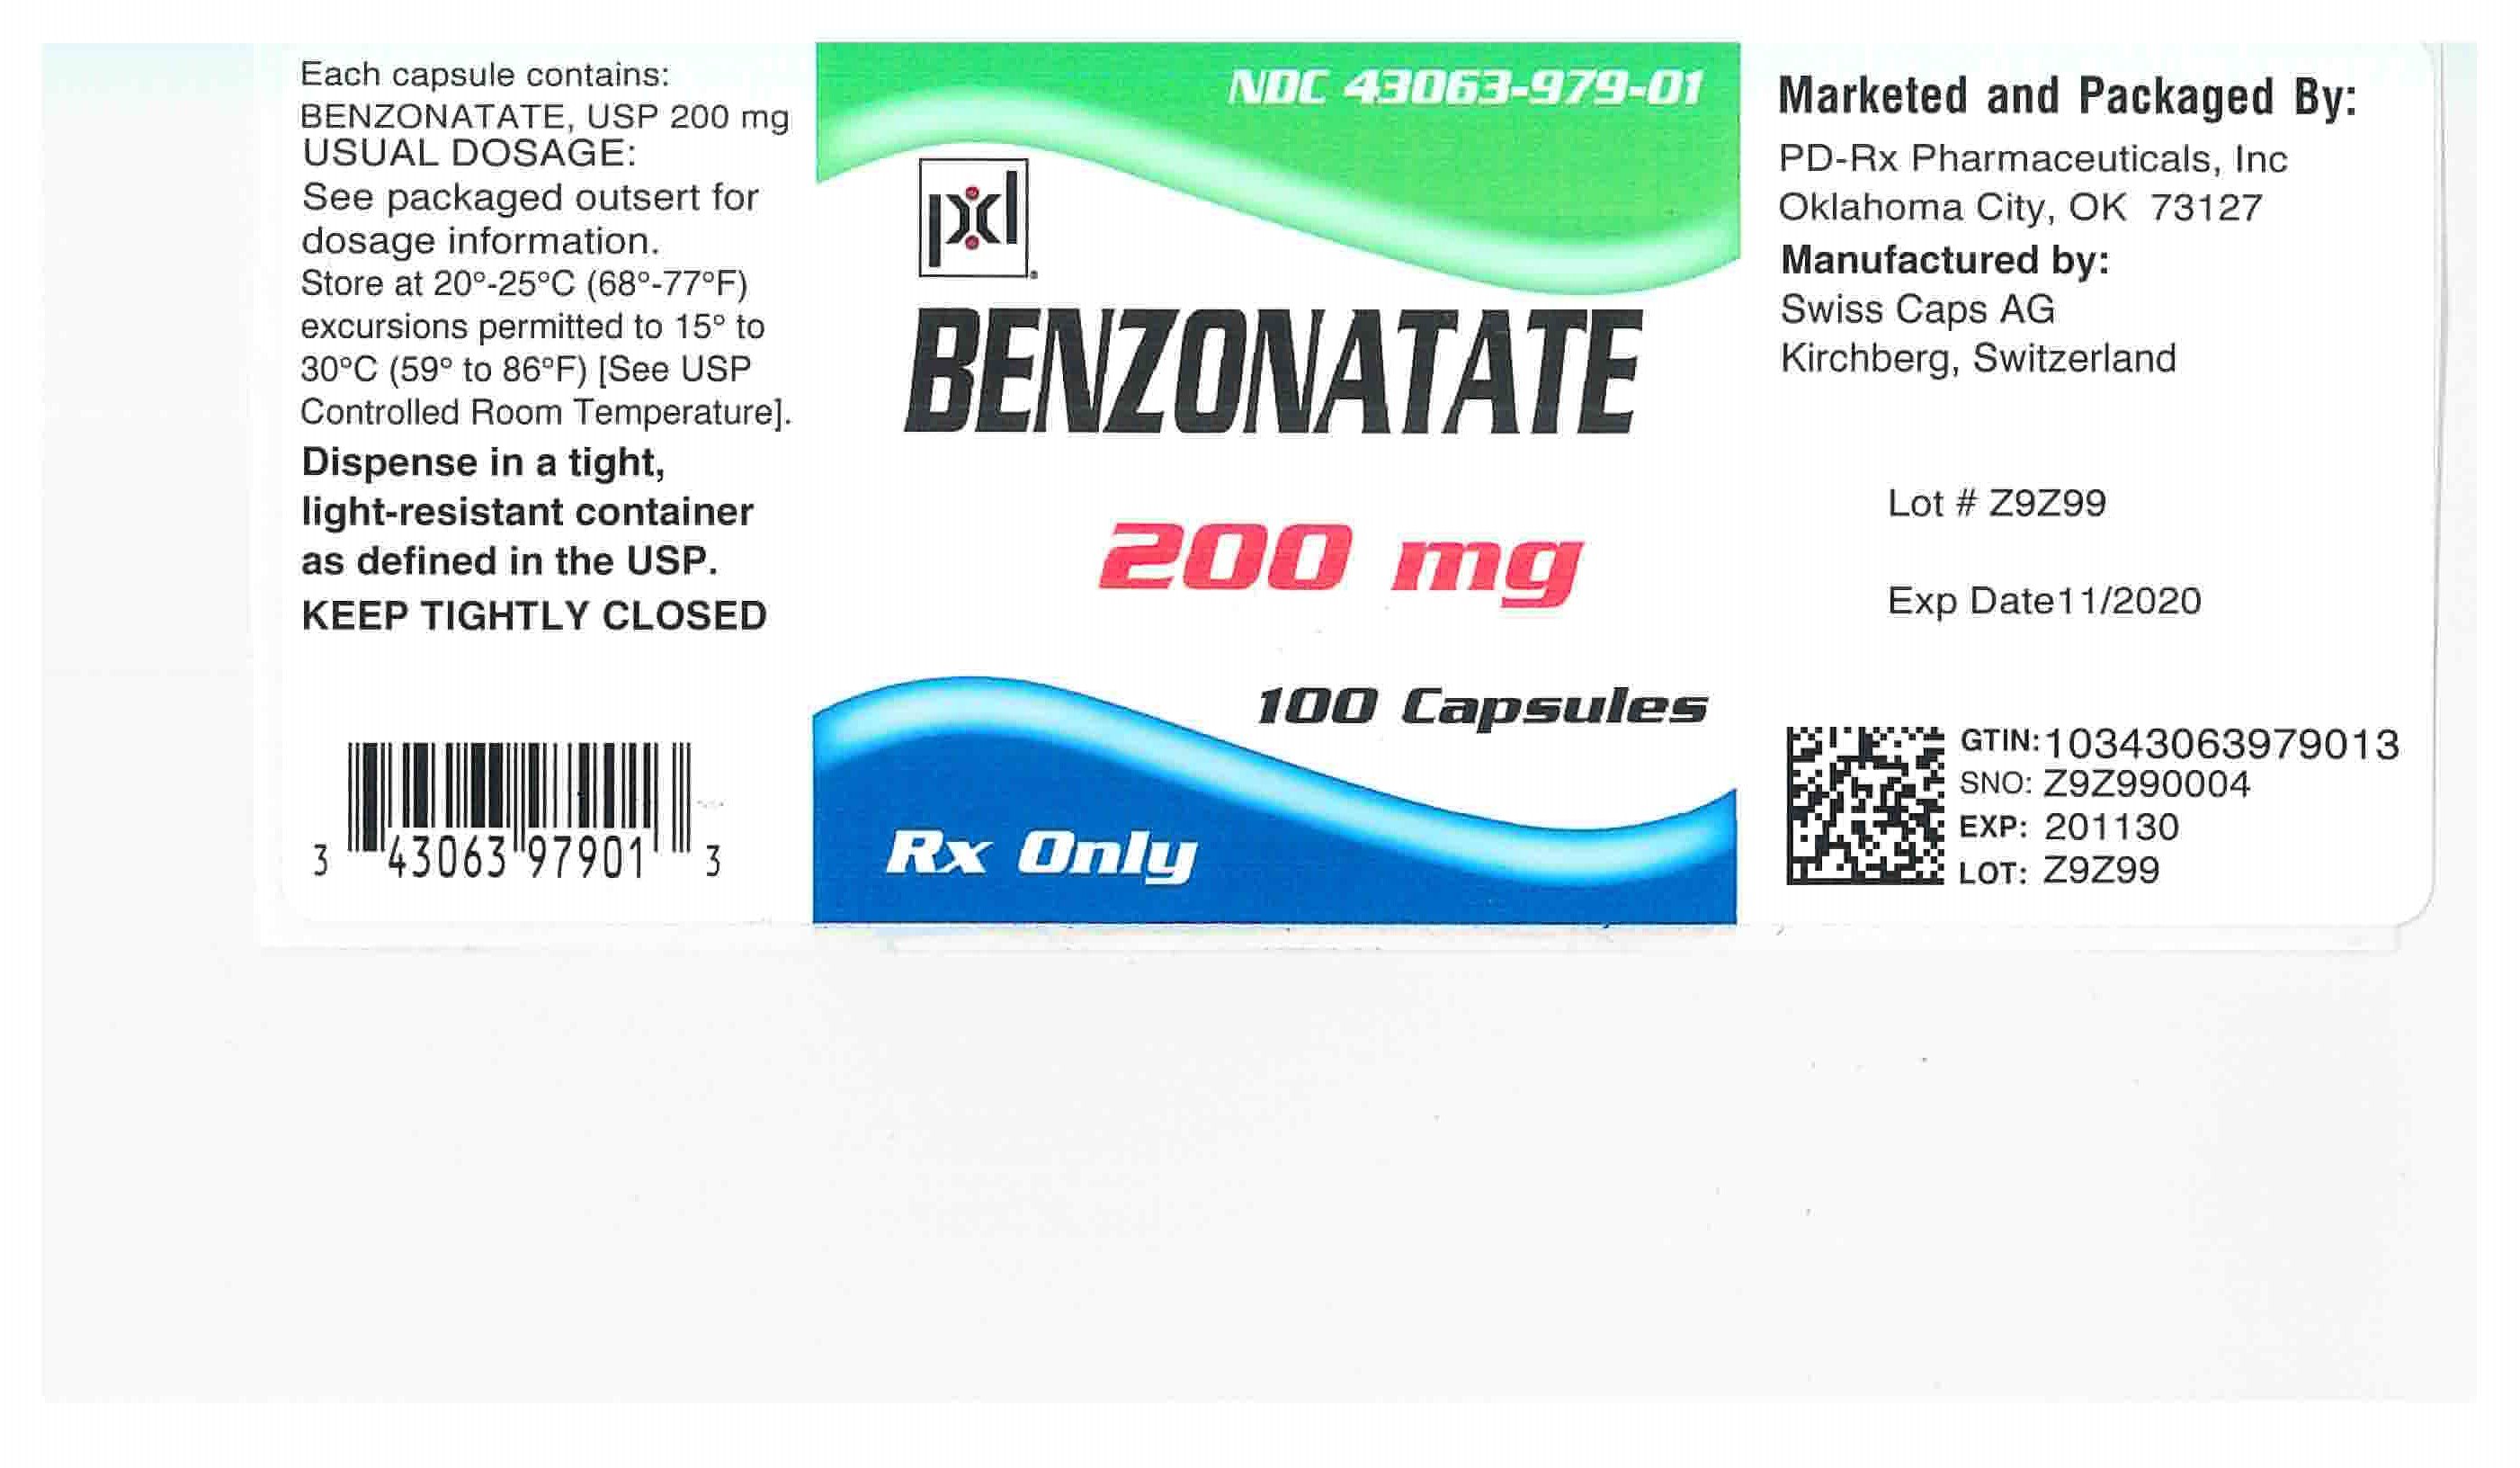 Each capsule contains:
BENZONATATE, USP 200 mg
USUAL DOSAGE:
See packaged outsert for
dosage information.
Store at 20°-25°C (68°-77°F)
excursions permitted to 15° to
30°C (59° to 86°F) [See USP
Controlled Room Temperature].
Dispense in a tight,
light-resistant container
as defined in the USP.
KEEP TIGHTLY CLOSED
3 43063 97901 3
NDC 43063-979-01
pd
BENZONATATE
200 mg
100 Capsules
Rx Only
Marketed and Packaged By:
PD-Rx Pharmaceuticals, Inc
Oklahoma City, OK 73127
Manufactured by:
Swiss Caps AG
Kirchberg, Switzerland
Lot # Z9Z99
Exp Date11/2020
GTIN:10343063979013
SNO: Z9Z990004
EXP: 201130
LOT: Z9Z99